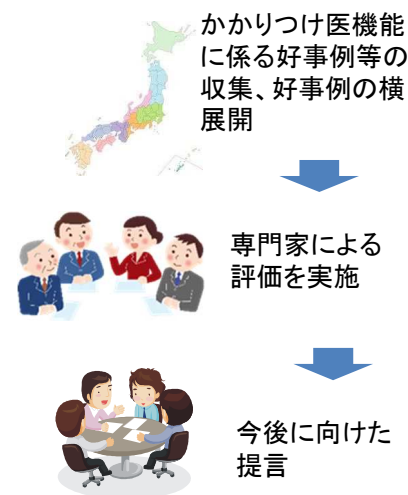 かかりつけ医機能
に係る好事例等の
収集、好事例の横
展開
専門家による
評価を実施
今後に向けた
提言